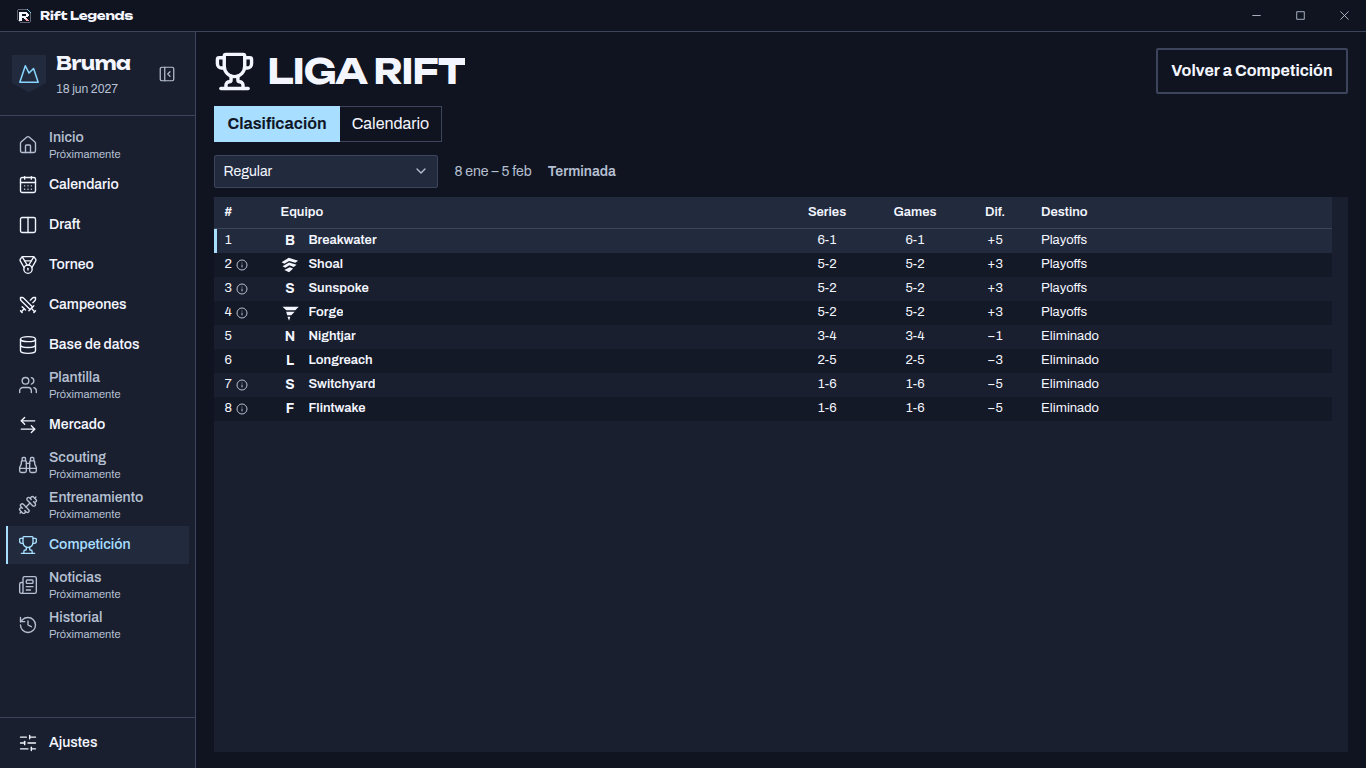 Rift Legends
Bruma
18 jun 2027
Inicio
Próximamente
Calendario
Draft
Torneo
Campeones
Base de datos
Plantilla
Próximamente
Mercado
Scouting
Próximamente
Entrenamiento
Próximamente
Competición
Noticias
Próximamente
Historial
Próximamente
Ajustes
LIGA RIFT
Volver a Competición
Clasificación Calendario
Regular 8 ene – 5 feb Terminada
# Equipo Series Games Dif. Destino
1 B Breakwater 6-1 6-1 +5 Playoffs
2 Shoal 5-2 5-2 +3 Playoffs
3 S Sunspoke 5-2 5-2 +3 Playoffs
4 Forge 5-2 5-2 +3 Playoffs
5 N Nightjar 3-4 3-4 −1 Eliminado
6 L Longreach 2-5 2-5 −3 Eliminado
7 S Switchyard 1-6 1-6 −5 Eliminado
8 F Flintwake 1-6 1-6 −5 Eliminado